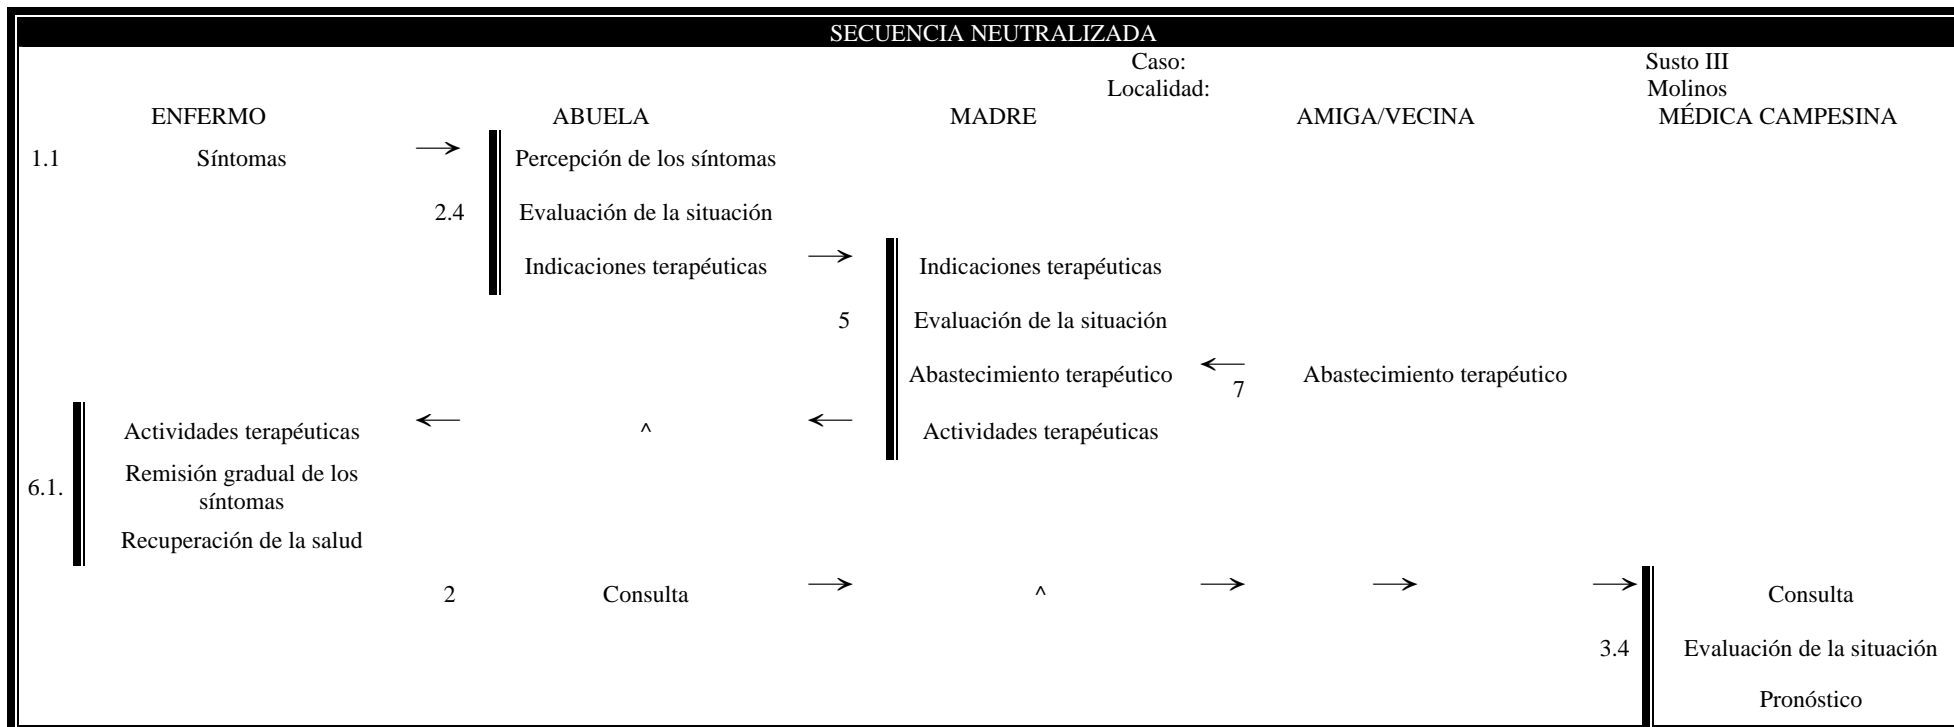 SECUENCIA NEUTRALIZADA
Caso: Susto III
Localidad: Molinos
ENFERMO ABUELA MADRE AMIGA/VECINA MÉDICA CAMPESINA
1.1 Síntomas → Percepción de los síntomas
2.4 Evaluación de la situación
Indicaciones terapéuticas → Indicaciones terapéuticas
5 Evaluación de la situación
Abastecimiento terapéutico ← 7 Abastecimiento terapéutico
Actividades terapéuticas ← ^ ← Actividades terapéuticas
6.1. Remisión gradual de los
síntomas
Recuperación de la salud
2 Consulta → ^ → → → Consulta
3.4 Evaluación de la situación
Pronóstico